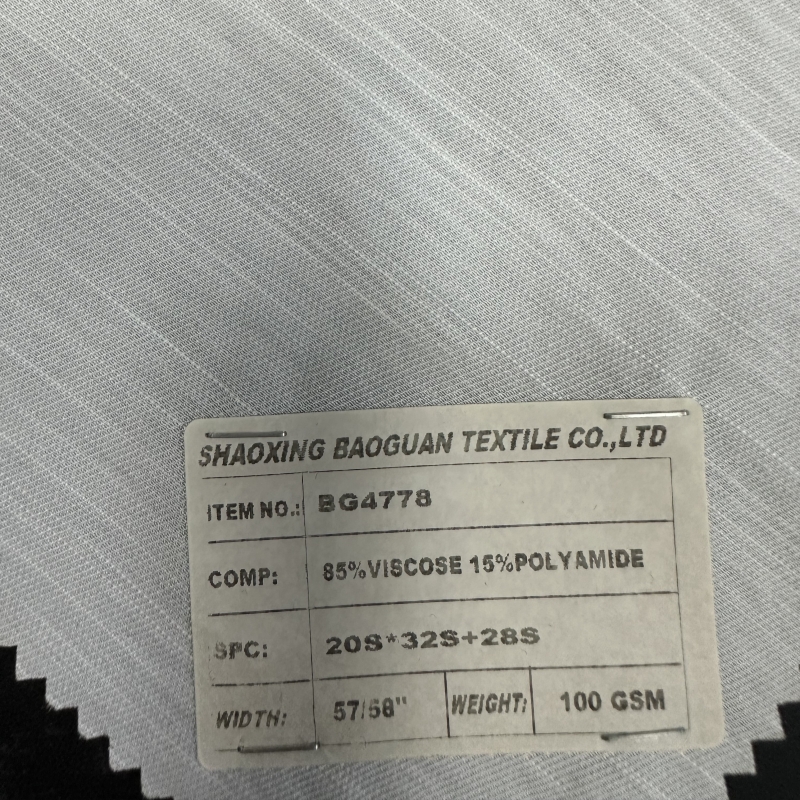 SHAOXING BAOGUAN TEXTILE CO.,LTD
ITEM NO.: BG4778
COMP: 85%VISCOSE 15%POLYAMIDE
SPC: 20S*32S+28S
WIDTH: 57/58" WEIGHT: 100 GSM